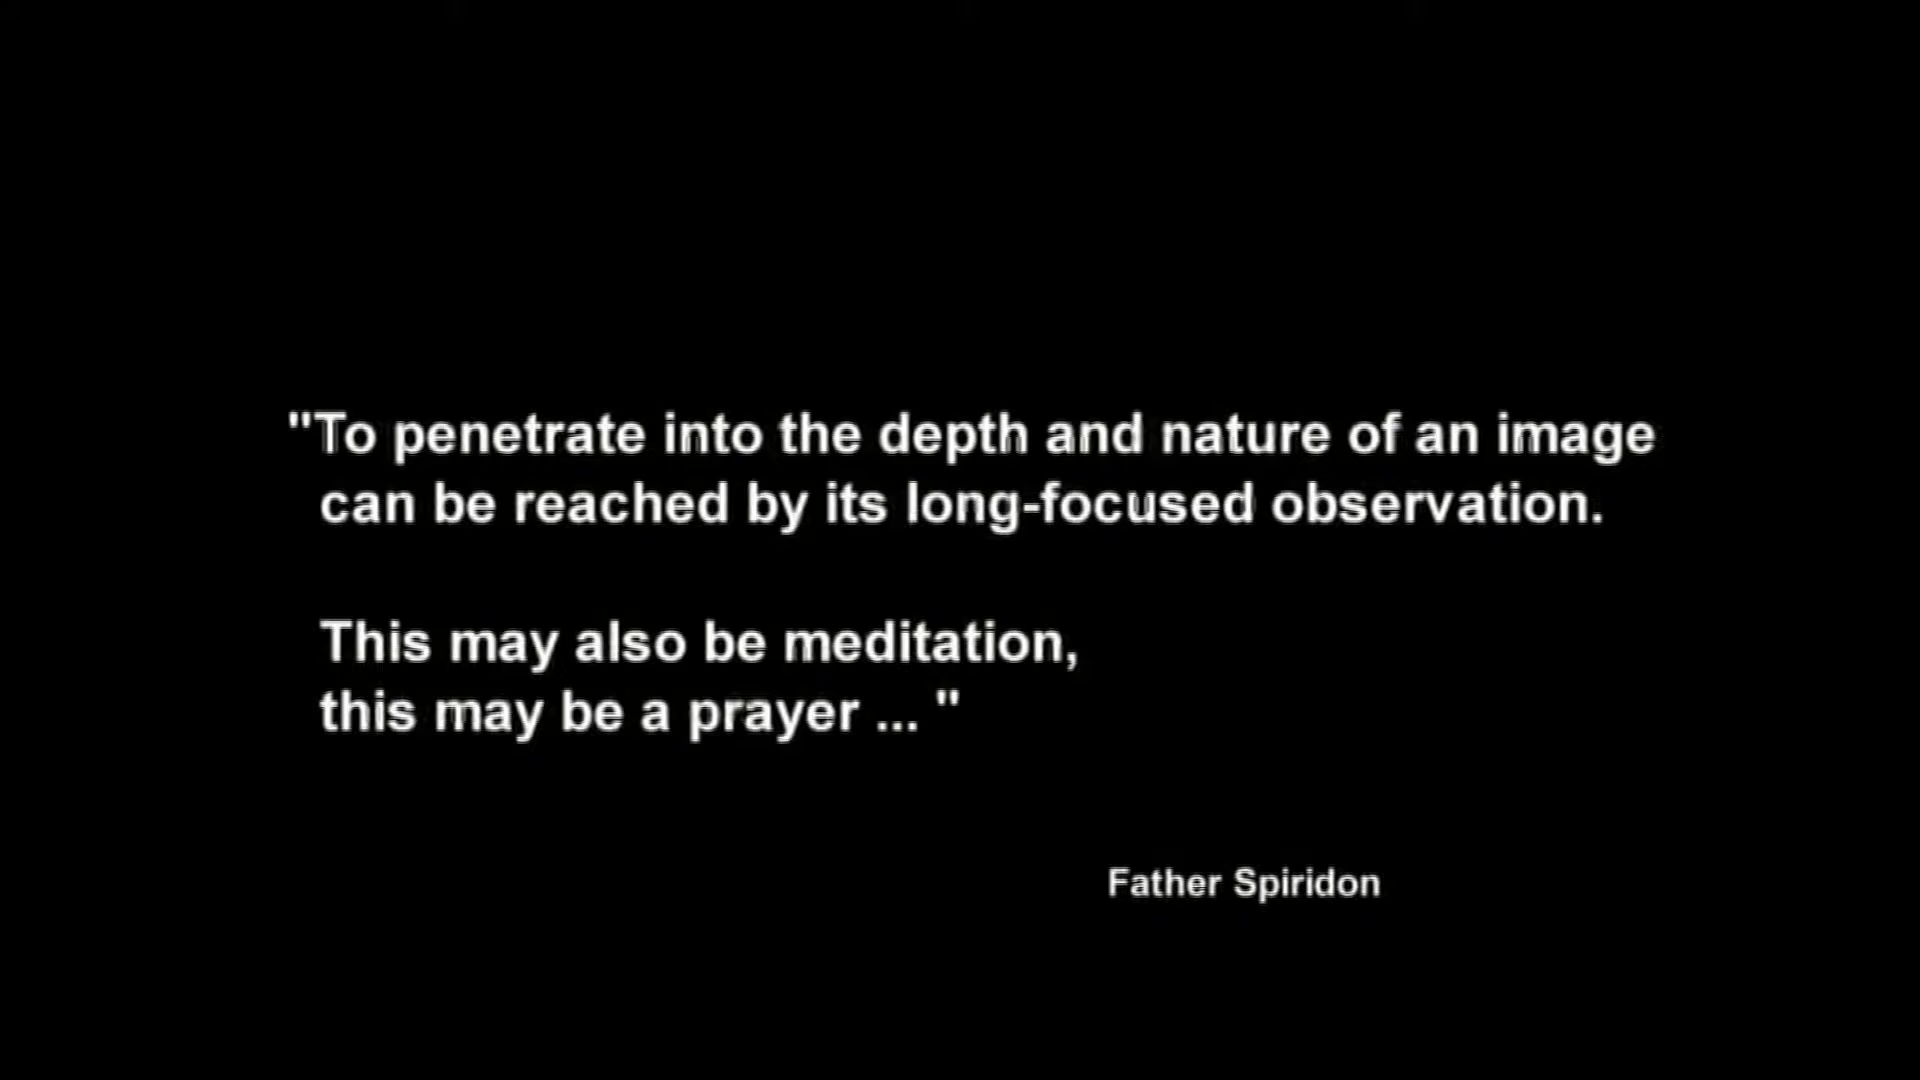 "To penetrate into the depth and nature of an image
can be reached by its long-focused observation.
This may also be meditation,
this may be a prayer ... "
Father Spiridon